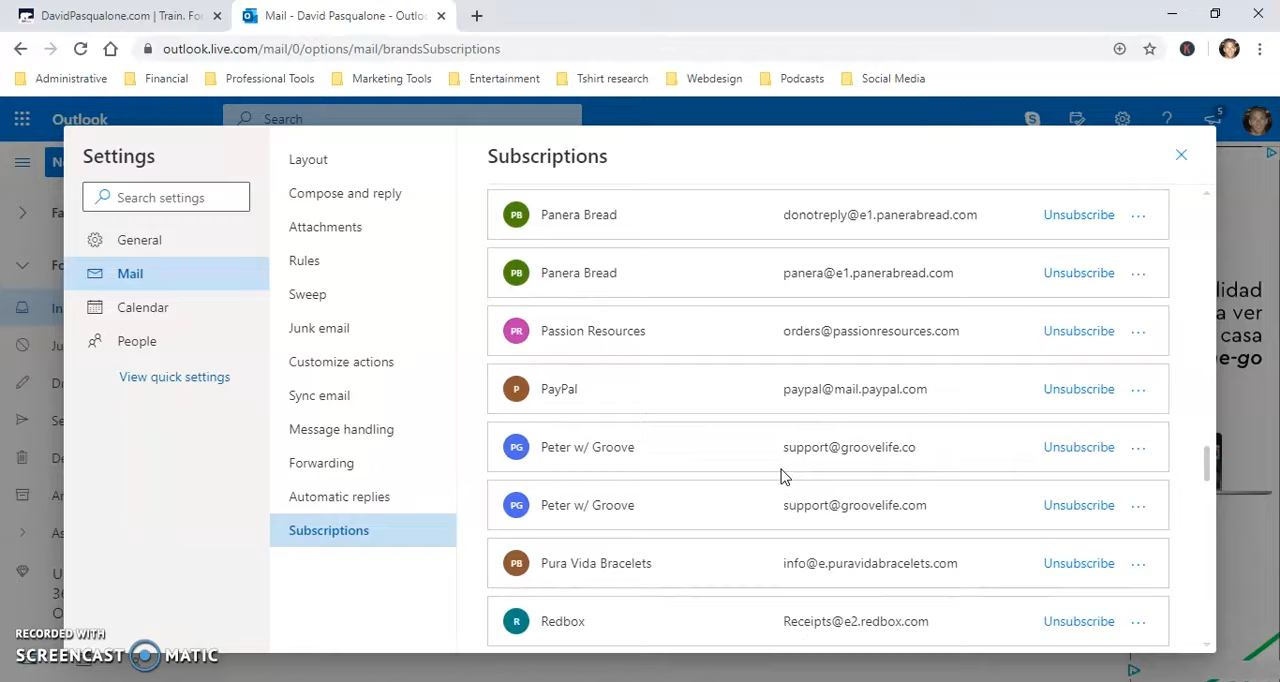 DavidPasqualone.com | Train. Fo
Mail - David Pasqualone - Outlo
outlook.live.com/mail/0/options/mail/brandsSubscriptions
K
Administrative
Financial
Professional Tools
Marketing Tools
Entertainment
Tshirt research
Webdesign
Podcasts
Social Media
Outlook
Search
5
Settings
Search settings
General
Mail
Calendar
People
View quick settings
Layout
Compose and reply
Attachments
Rules
Sweep
Junk email
Customize actions
Sync email
Message handling
Forwarding
Automatic replies
Subscriptions
Subscriptions
PB Panera Bread donotreply@e1.panerabread.com Unsubscribe ...
PB Panera Bread panera@e1.panerabread.com Unsubscribe ...
PR Passion Resources orders@passionresources.com Unsubscribe ...
P PayPal paypal@mail.paypal.com Unsubscribe ...
PG Peter w/ Groove support@groovelife.co Unsubscribe ...
PG Peter w/ Groove support@groovelife.com Unsubscribe ...
PB Pura Vida Bracelets info@e.puravidabracelets.com Unsubscribe ...
R Redbox Receipts@e2.redbox.com Unsubscribe ...
lidad
a ver
casa
e-go
RECORDED WITH
SCREENCAST MATIC